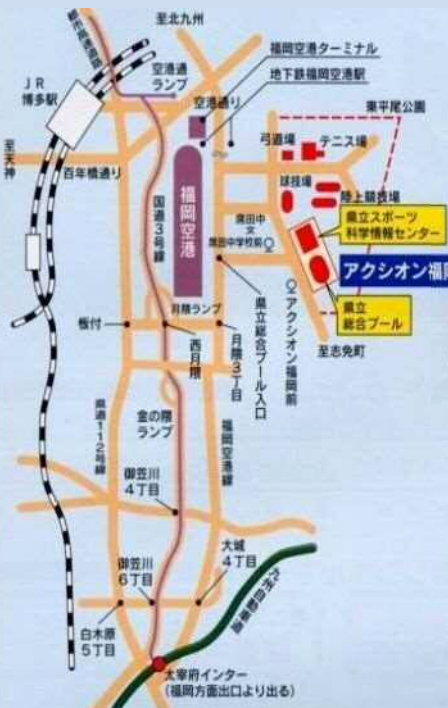 至北九州
都市高速道路
福岡空港ターミナル
地下鉄福岡空港駅
空港通
ランプ
空港通り
JR
博多駅
東平尾公園
弓道場
テニス場
至天神
百年橋通り
球技場
陸上競技場
国道3号線
福岡空港
席田中
文
席田中学校前
県立スポーツ
科学情報センター
アクシオン福岡
県立
総合プール
月隈ランプ
板付
西月隈
月隈3丁目
県立総合プール入口
アクシオン福岡前
至志免町
金の隈
ランプ
県道112号線
福岡空港線
御笠川
4丁目
御笠川
6丁目
大城
4丁目
九州自動車道
白木原
5丁目
太宰府インター
(福岡方面出口より出る)